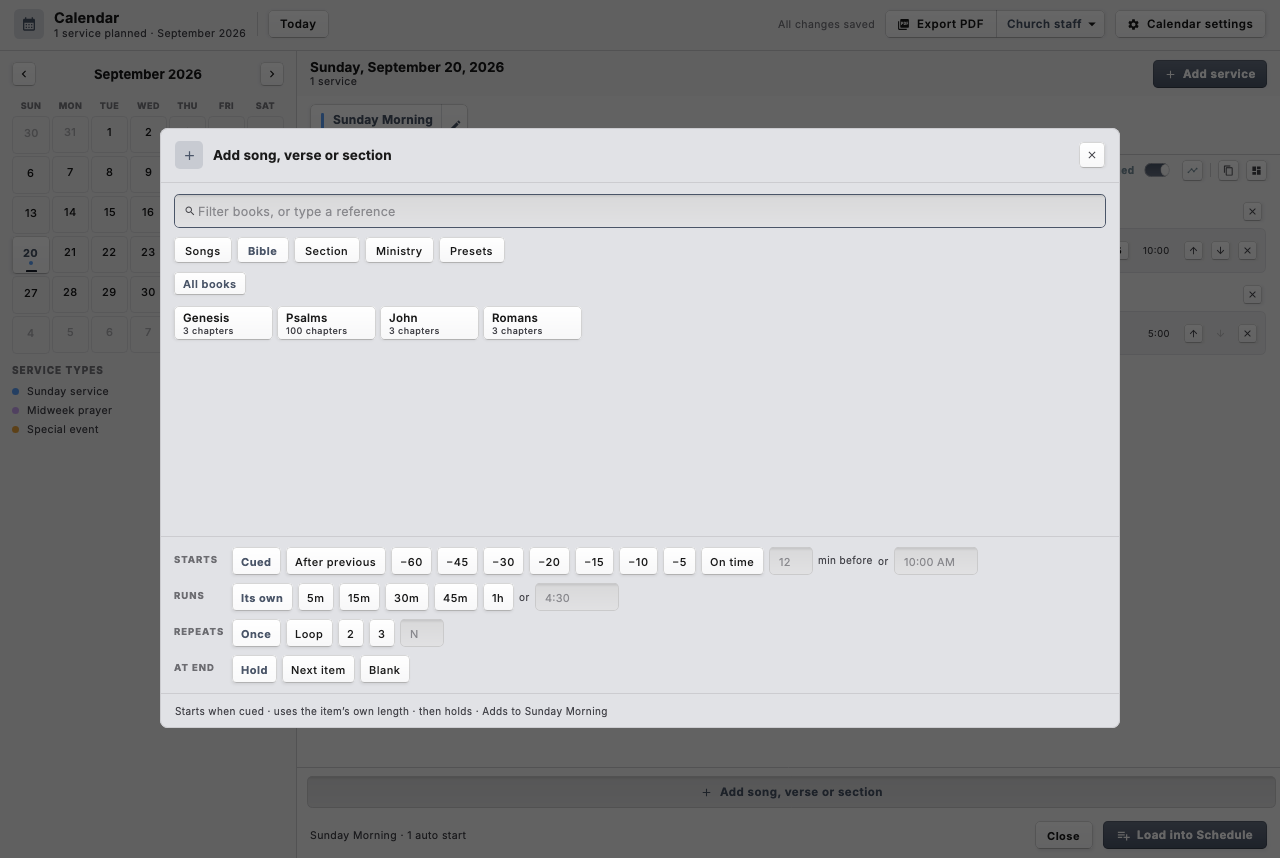 Calendar
1 service planned · September 2026
Today
All changes saved
Export PDF
Church staff
Calendar settings
September 2026
SUN MON TUE WED THU FRI SAT
30 31 1 2
6 7 8 9
13 14 15 16
20 21 22 23
27 28 29 30
4 5 6 7
SERVICE TYPES
Sunday service
Midweek prayer
Special event
Sunday, September 20, 2026
1 service
Add service
Sunday Morning
Add song, verse or section
Filter books, or type a reference
Songs Bible Section Ministry Presets
All books
Genesis
3 chapters
Psalms
100 chapters
John
3 chapters
Romans
3 chapters
10:00
5:00
STARTS Cued After previous −60 −45 −30 −20 −15 −10 −5 On time 12 min before or 10:00 AM
RUNS Its own 5m 15m 30m 45m 1h or 4:30
REPEATS Once Loop 2 3 N
AT END Hold Next item Blank
Starts when cued · uses the item's own length · then holds · Adds to Sunday Morning
Add song, verse or section
Sunday Morning · 1 auto start
Close
Load into Schedule